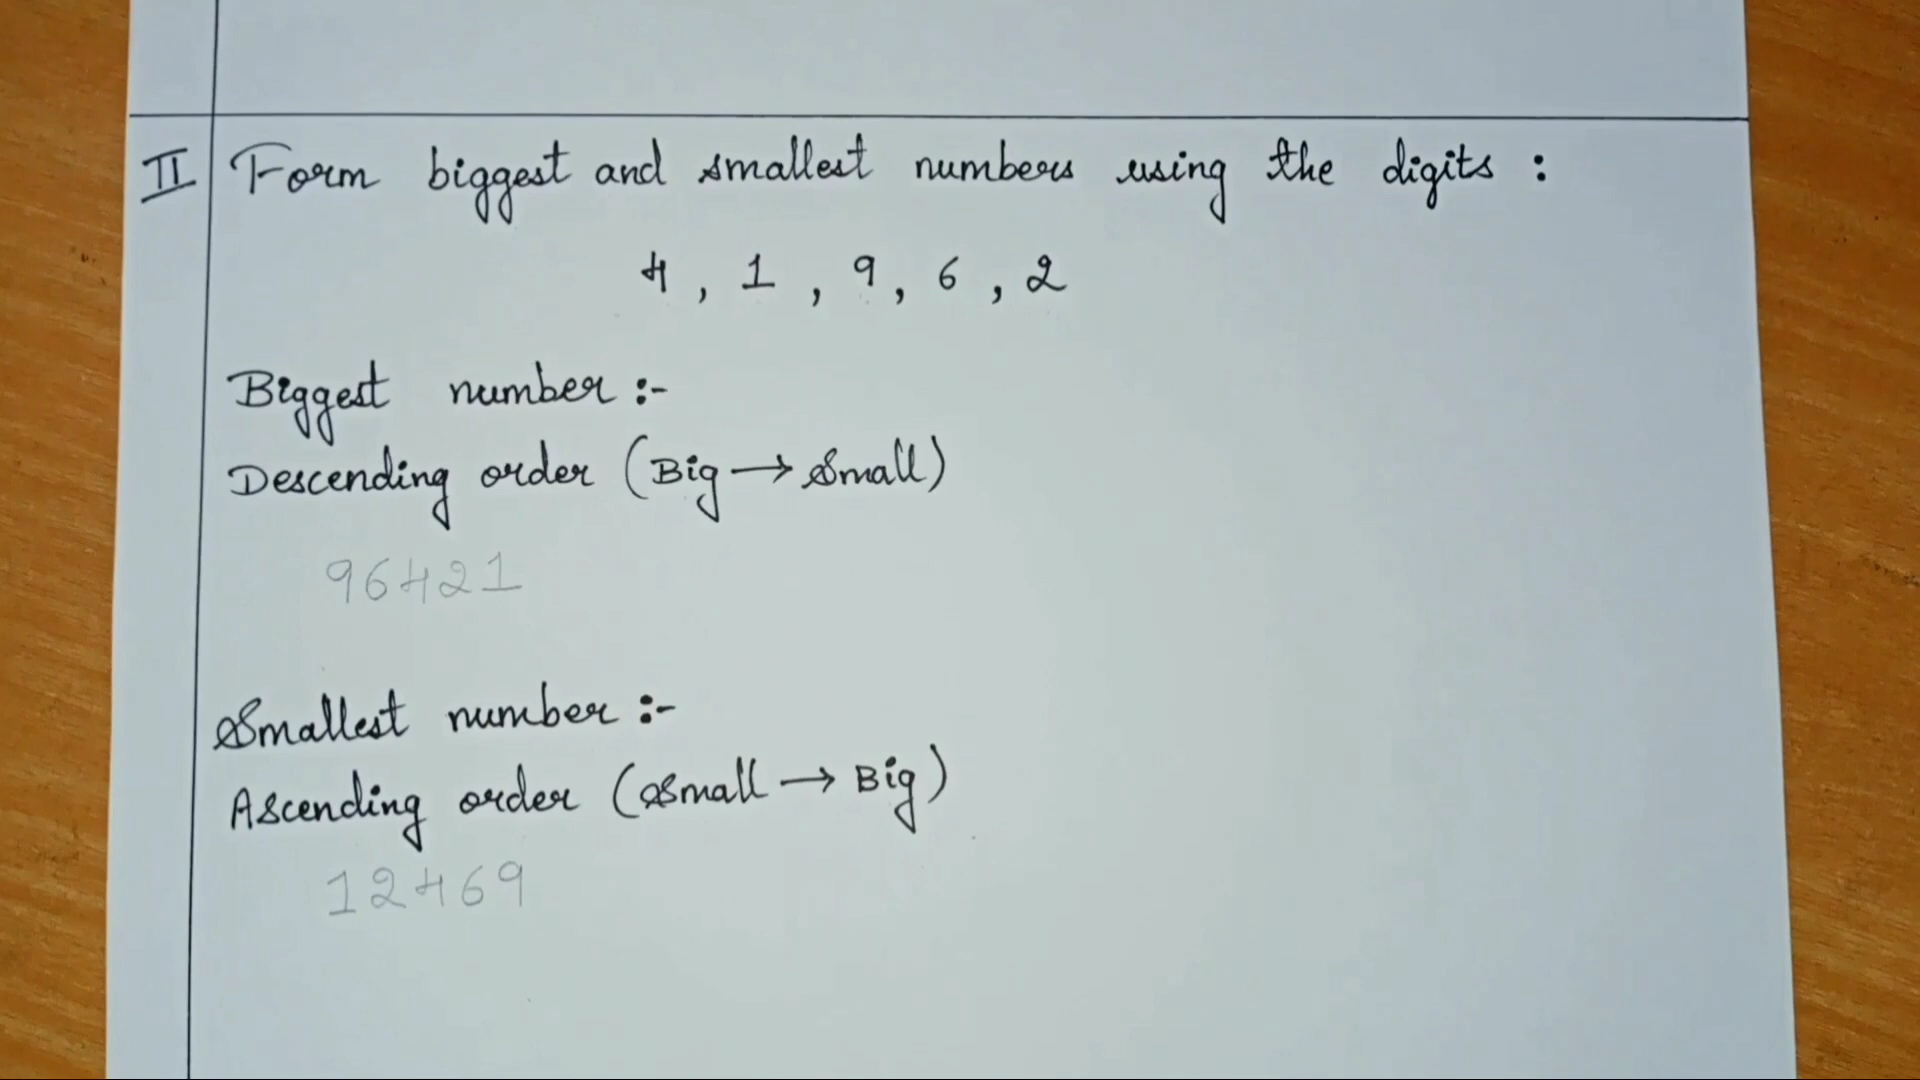 II Form biggest and smallest numbers using the digits :
4 , 1 , 9 , 6 , 2
Biggest number :-
Descending order (Big → Small)
96421
Smallest number :-
Ascending order (Small → Big)
12469